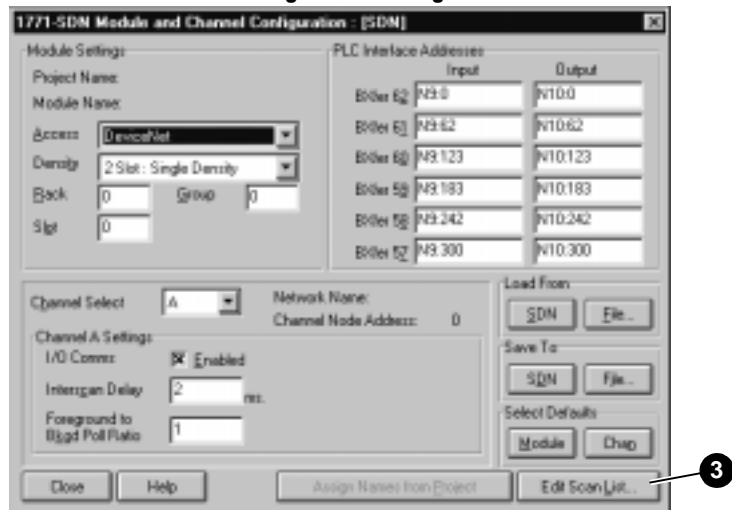 1771-SDN Module and Channel Configuration : [SDN]
Module Settings
Project Name:
Module Name:
Access DeviceNet
Density 2 Slot : Single Density
Rack 0 Group 0
Slot 0
PLC Interface Addresses
Input Output
BXfer 62 N9:0 N10:0
BXfer 61 N9:62 N10:62
BXfer 60 N9:123 N10:123
BXfer 59 N9:183 N10:183
BXfer 58 N9:242 N10:242
BXfer 57 N9:300 N10:300
Channel Select A
Network Name:
Channel Node Address: 0
Channel A Settings
I/O Comms Enabled
Interscan Delay 2 ms.
Foreground to
Bkgd Poll Ratio 1
Load From
SDN File...
Save To
SDN File...
Select Defaults
Module Chan
Close Help Assign Names from Project Edit Scan List...
3